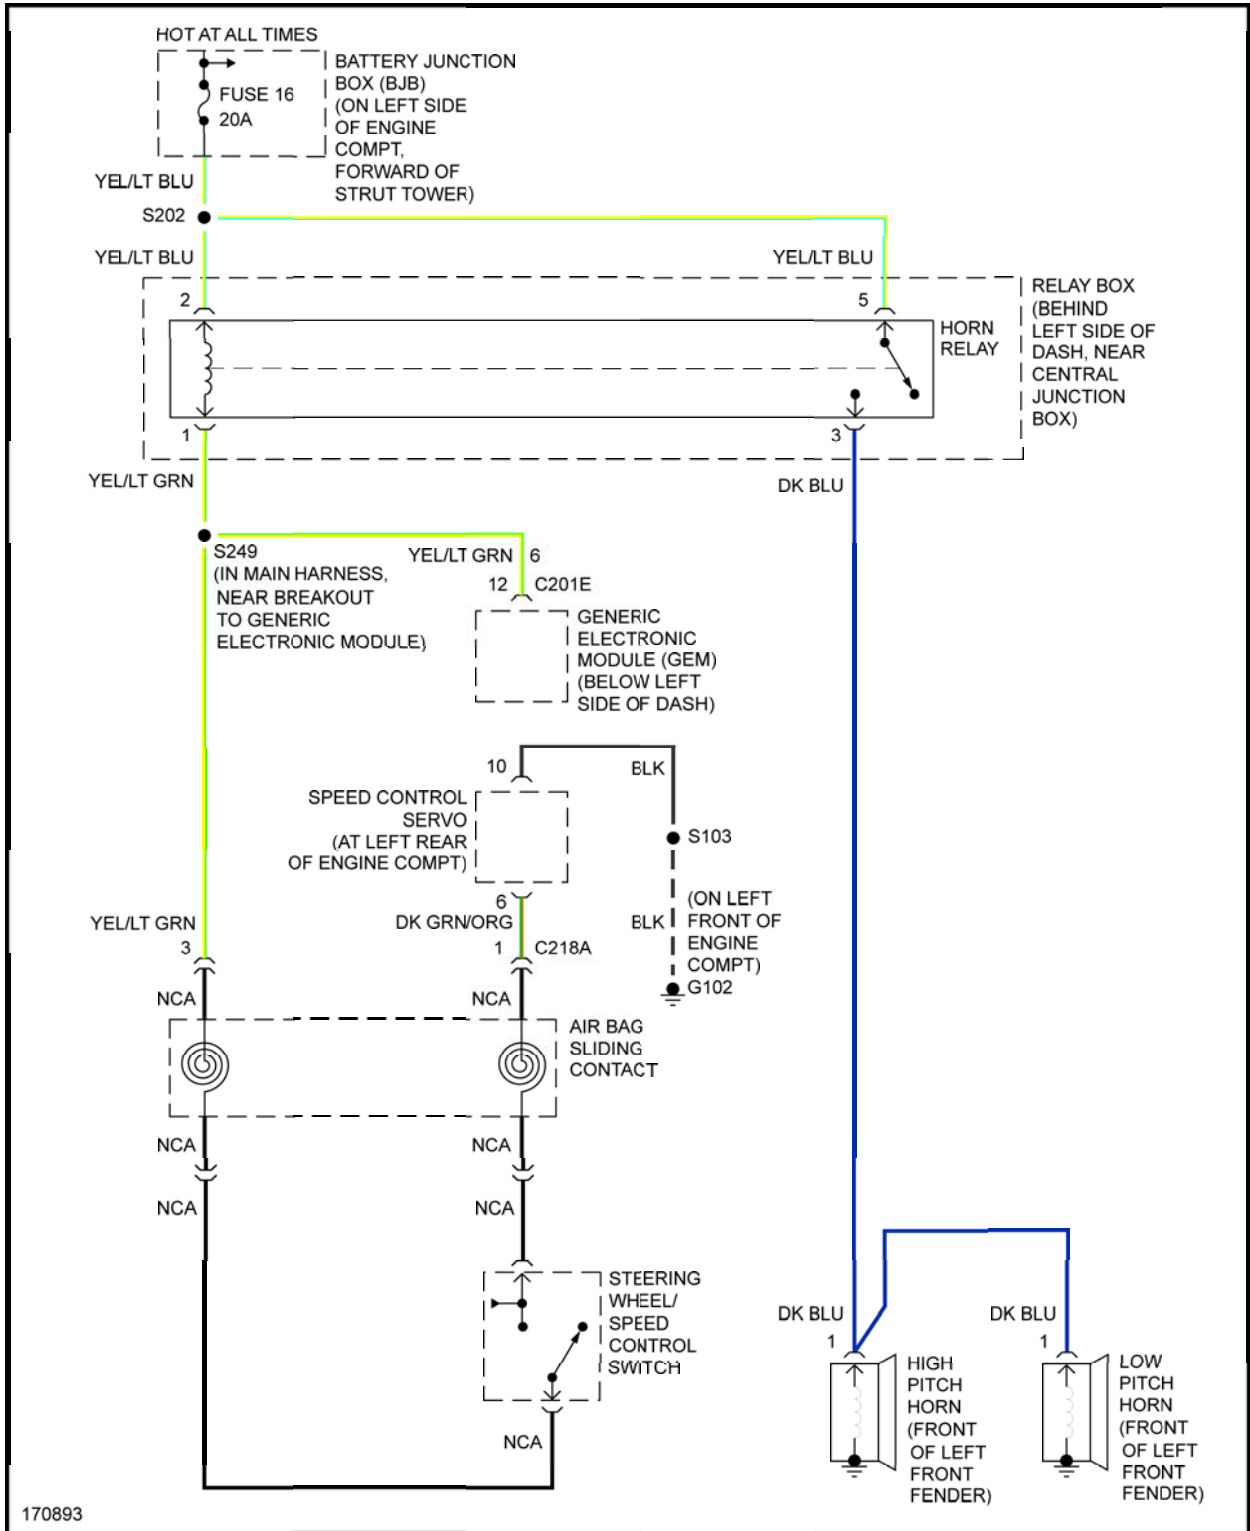 HOT AT ALL TIMES
BATTERY JUNCTION
BOX (BJB)
(ON LEFT SIDE
OF ENGINE
COMPT,
FORWARD OF
STRUT TOWER)
FUSE 16
20A
YEL/LT BLU
S202
YEL/LT BLU
YEL/LT BLU
2
5
RELAY BOX
(BEHIND
LEFT SIDE OF
DASH, NEAR
CENTRAL
JUNCTION
BOX)
HORN
RELAY
1
3
YEL/LT GRN
DK BLU
S249
(IN MAIN HARNESS,
NEAR BREAKOUT
TO GENERIC
ELECTRONIC MODULE)
YEL/LT GRN 6
12 C201E
GENERIC
ELECTRONIC
MODULE (GEM)
(BELOW LEFT
SIDE OF DASH)
10
BLK
SPEED CONTROL
SERVO
(AT LEFT REAR
OF ENGINE COMPT)
S103
6
DK GRN/ORG
BLK
(ON LEFT
FRONT OF
ENGINE
COMPT)
G102
YEL/LT GRN
3
1 C218A
NCA
NCA
AIR BAG
SLIDING
CONTACT
NCA
NCA
NCA
NCA
STEERING
WHEEL/
SPEED
CONTROL
SWITCH
NCA
DK BLU
1
DK BLU
1
HIGH
PITCH
HORN
(FRONT
OF LEFT
FRONT
FENDER)
LOW
PITCH
HORN
(FRONT
OF LEFT
FRONT
FENDER)
170893